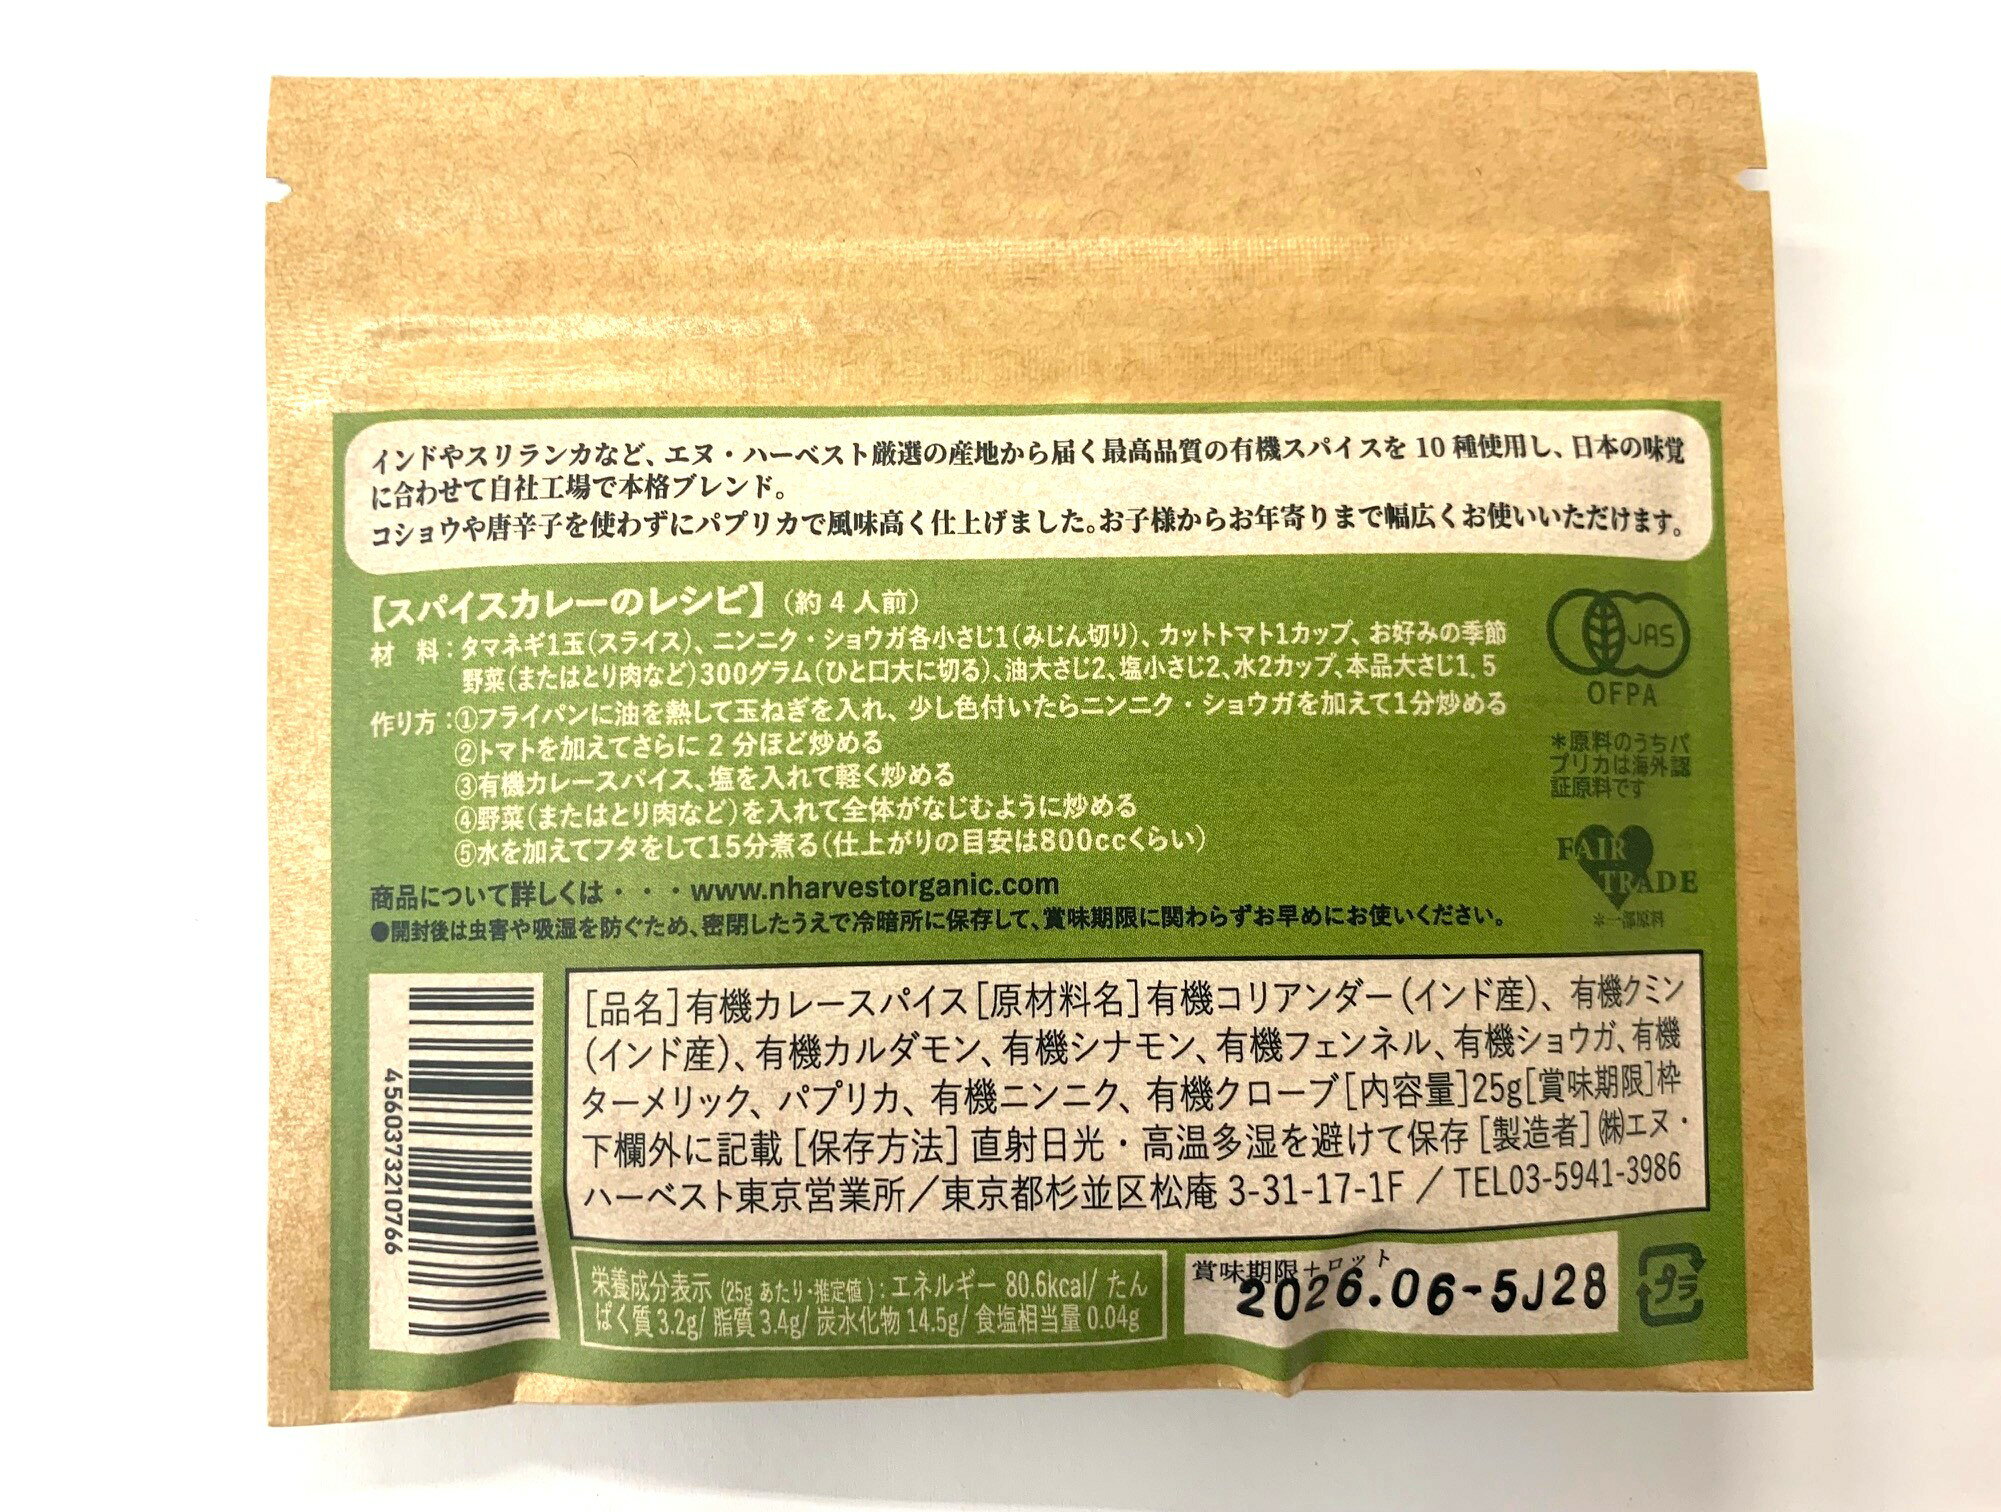 インドやスリランカなど、エヌ・ハーベスト厳選の産地から届く最高品質の有機スパイスを 10 種使用し、日本の味覚
に合わせて自社工場で本格ブレンド。
コショウや唐辛子を使わずにパプリカで風味高く仕上げました。お子様からお年寄りまで幅広くお使いいただけます。
【スパイスカレーのレシピ】(約 4 人前)
材　料：タマネギ1玉(スライス)、ニンニク・ショウガ各小さじ1(みじん切り)、カットトマト1カップ、お好みの季節
野菜(またはとり肉など)300グラム(ひと口大に切る)、油大さじ2、塩小さじ2、水2カップ、本品大さじ1.5
作り方：①フライパンに油を熱して玉ねぎを入れ、少し色付いたらニンニク・ショウガを加えて1分炒める
②トマトを加えてさらに 2 分ほど炒める
③有機カレースパイス、塩を入れて軽く炒める
④野菜(またはとり肉など)を入れて全体がなじむように炒める
⑤水を加えてフタをして15分煮る(仕上がりの目安は800ccくらい)
商品について詳しくは・・・www.nharvestorganic.com
●開封後は虫害や吸湿を防ぐため、密閉したうえで冷暗所に保存して、賞味期限に関わらずお早めにお使いください。
JAS
OFPA
＊原料のうちパ
プリカは海外認
証原料です
FAIR
TRADE
＊一部原料
4560373210766
[品名]有機カレースパイス[原材料名]有機コリアンダー(インド産)、有機クミン
(インド産)、有機カルダモン、有機シナモン、有機フェンネル、有機ショウガ、有機
ターメリック、パプリカ、有機ニンニク、有機クローブ[内容量]25g[賞味期限]枠
下欄外に記載[保存方法]直射日光・高温多湿を避けて保存[製造者]㈱エヌ・
ハーベスト東京営業所／東京都杉並区松庵 3-31-17-1F ／TEL03-5941-3986
栄養成分表示 (25g あたり・推定値)：エネルギー 80.6kcal/ たん
ぱく質 3.2g/ 脂質 3.4g/ 炭水化物 14.5g/ 食塩相当量 0.04g
賞味期限+ロット
2026.06-5J28
プラ